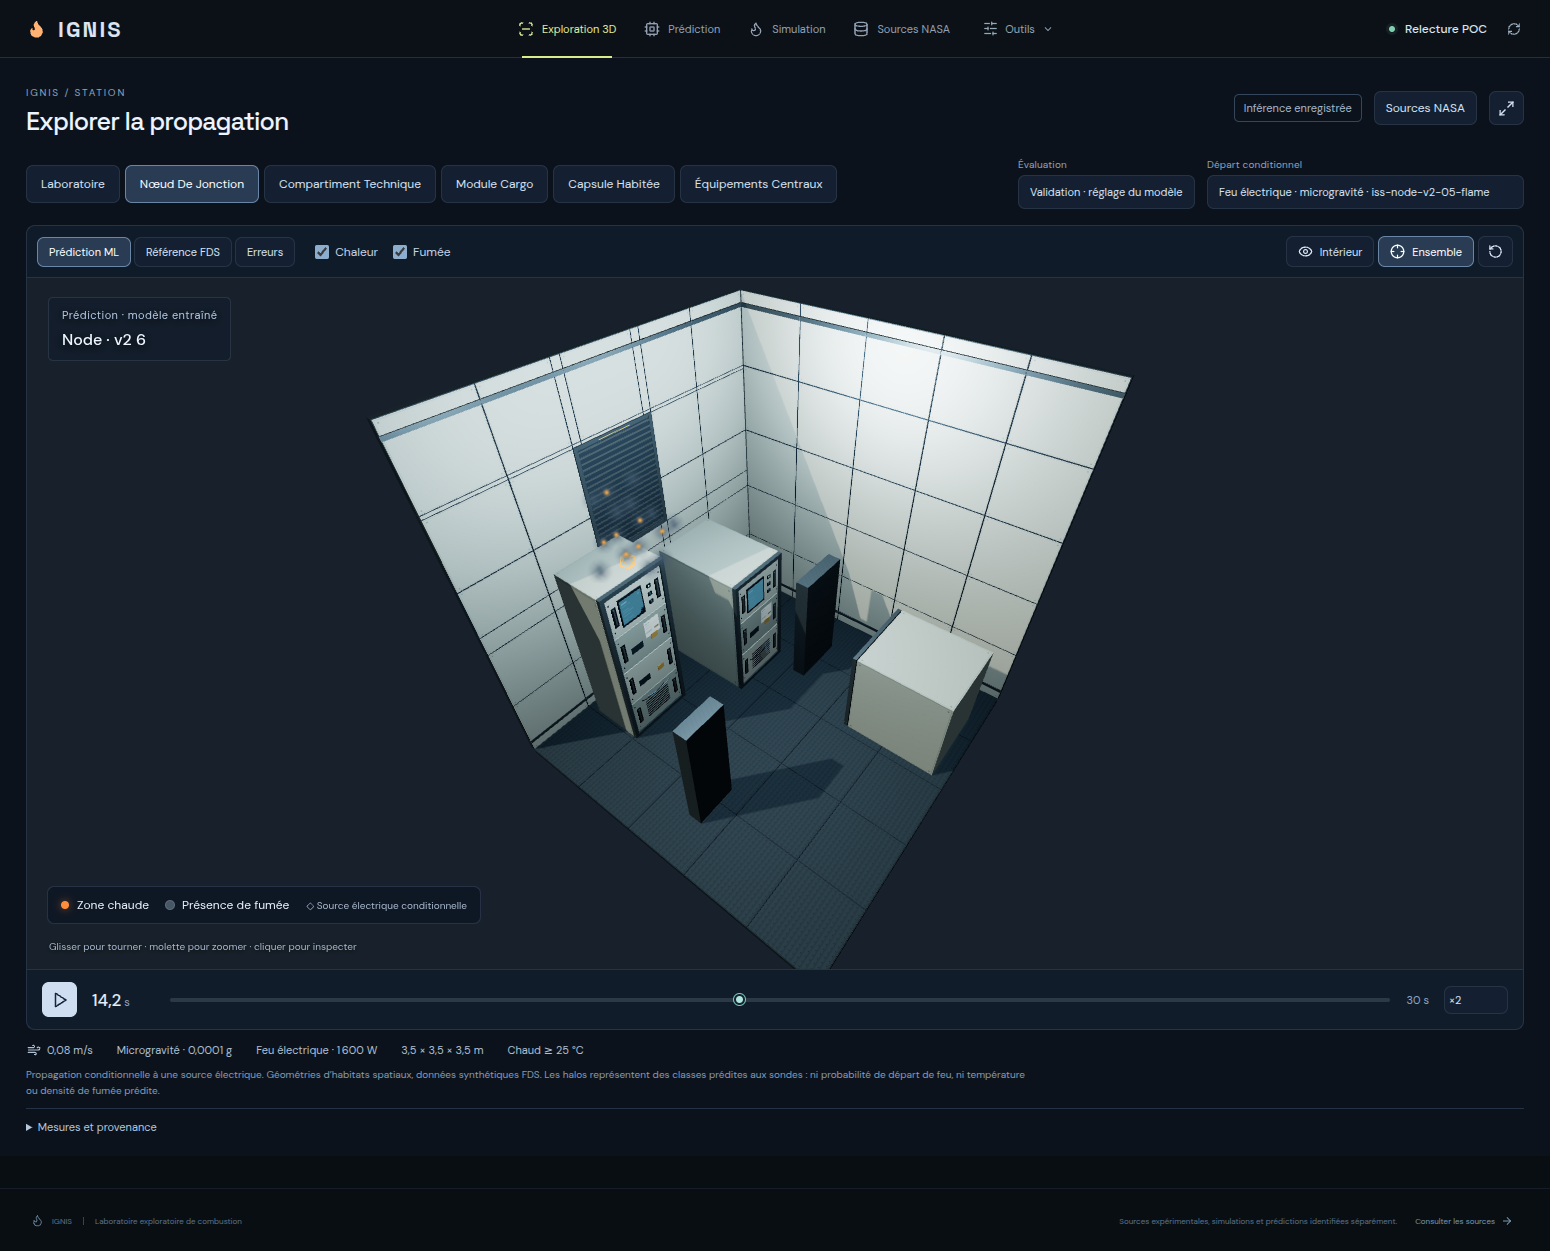 IGNIS
Exploration 3D
Prédiction
Simulation
Sources NASA
Outils
Relecture POC
IGNIS / STATION
Explorer la propagation
Inférence enregistrée
Sources NASA
Évaluation
Départ conditionnel
Laboratoire
Nœud De Jonction
Compartiment Technique
Module Cargo
Capsule Habitée
Équipements Centraux
Validation · réglage du modèle
Feu électrique · microgravité · iss-node-v2-05-flame
Prédiction ML
Référence FDS
Erreurs
Chaleur
Fumée
Intérieur
Ensemble
Prédiction · modèle entraîné
Node · v2 6
Zone chaude
Présence de fumée
◇ Source électrique conditionnelle
Glisser pour tourner · molette pour zoomer · cliquer pour inspecter
14,2 s
30 s
×2
0,08 m/s
Microgravité · 0,0001 g
Feu électrique · 1600 W
3,5 × 3,5 × 3,5 m
Chaud ≥ 25 °C
Propagation conditionnelle à une source électrique. Géométries d'habitats spatiaux, données synthétiques FDS. Les halos représentent des classes prédites aux sondes : ni probabilité de départ de feu, ni température
ou densité de fumée prédite.
▶ Mesures et provenance
IGNIS | Laboratoire exploratoire de combustion
Sources expérimentales, simulations et prédictions identifiées séparément.
Consulter les sources →